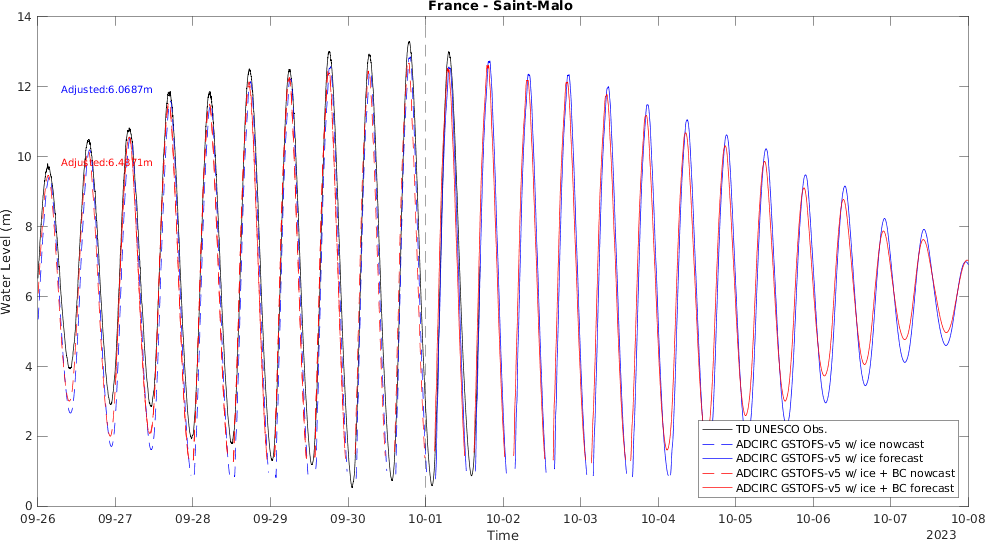 France - Saint-Malo
14
12
10
8
6
4
2
0
Water Level (m)
Adjusted:6.0687m
Adjusted:6.4371m
TD UNESCO Obs.
ADCIRC GSTOFS-v5 w/ ice nowcast
ADCIRC GSTOFS-v5 w/ ice forecast
ADCIRC GSTOFS-v5 w/ ice + BC nowcast
ADCIRC GSTOFS-v5 w/ ice + BC forecast
09-26 09-27 09-28 09-29 09-30 10-01 10-02 10-03 10-04 10-05 10-06 10-07 10-08
Time
2023